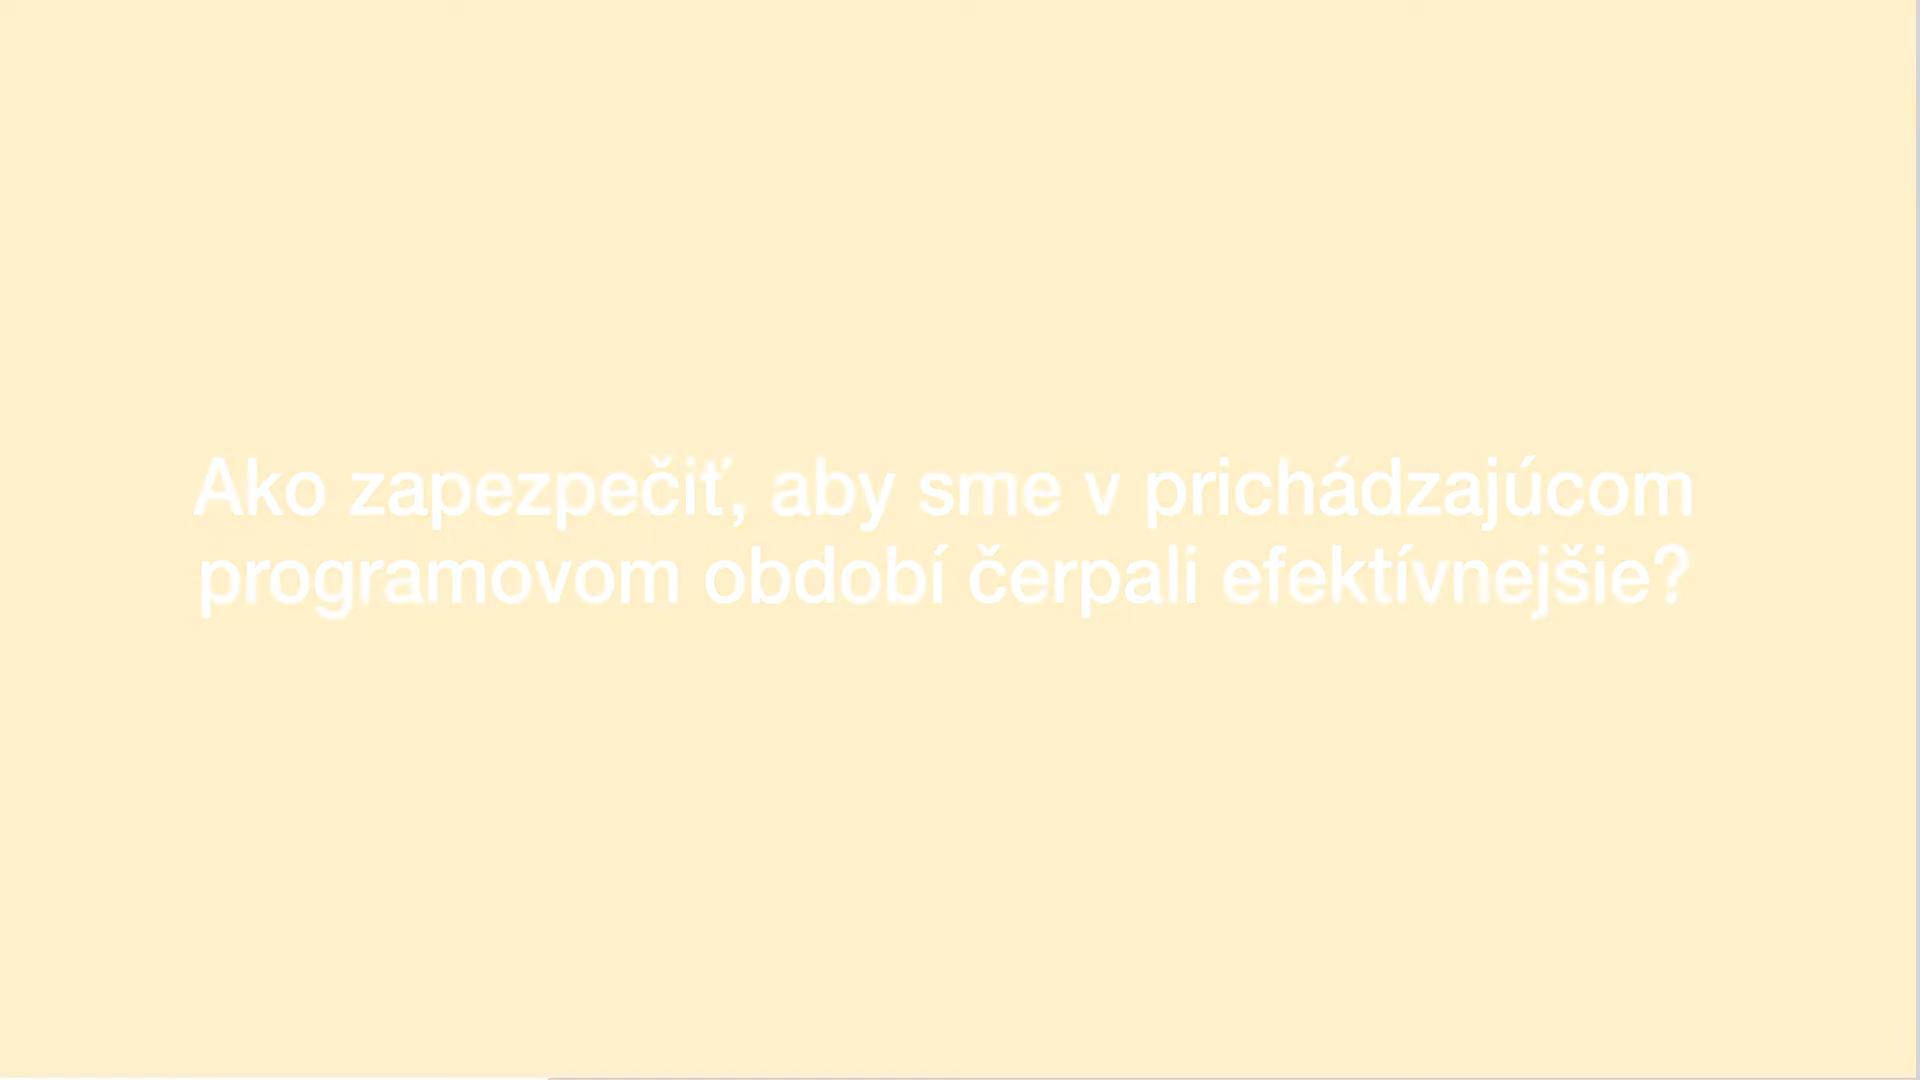 Ako zapezpečiť, aby sme v prichádzajúcom
programovom období čerpali efektívnejšie?